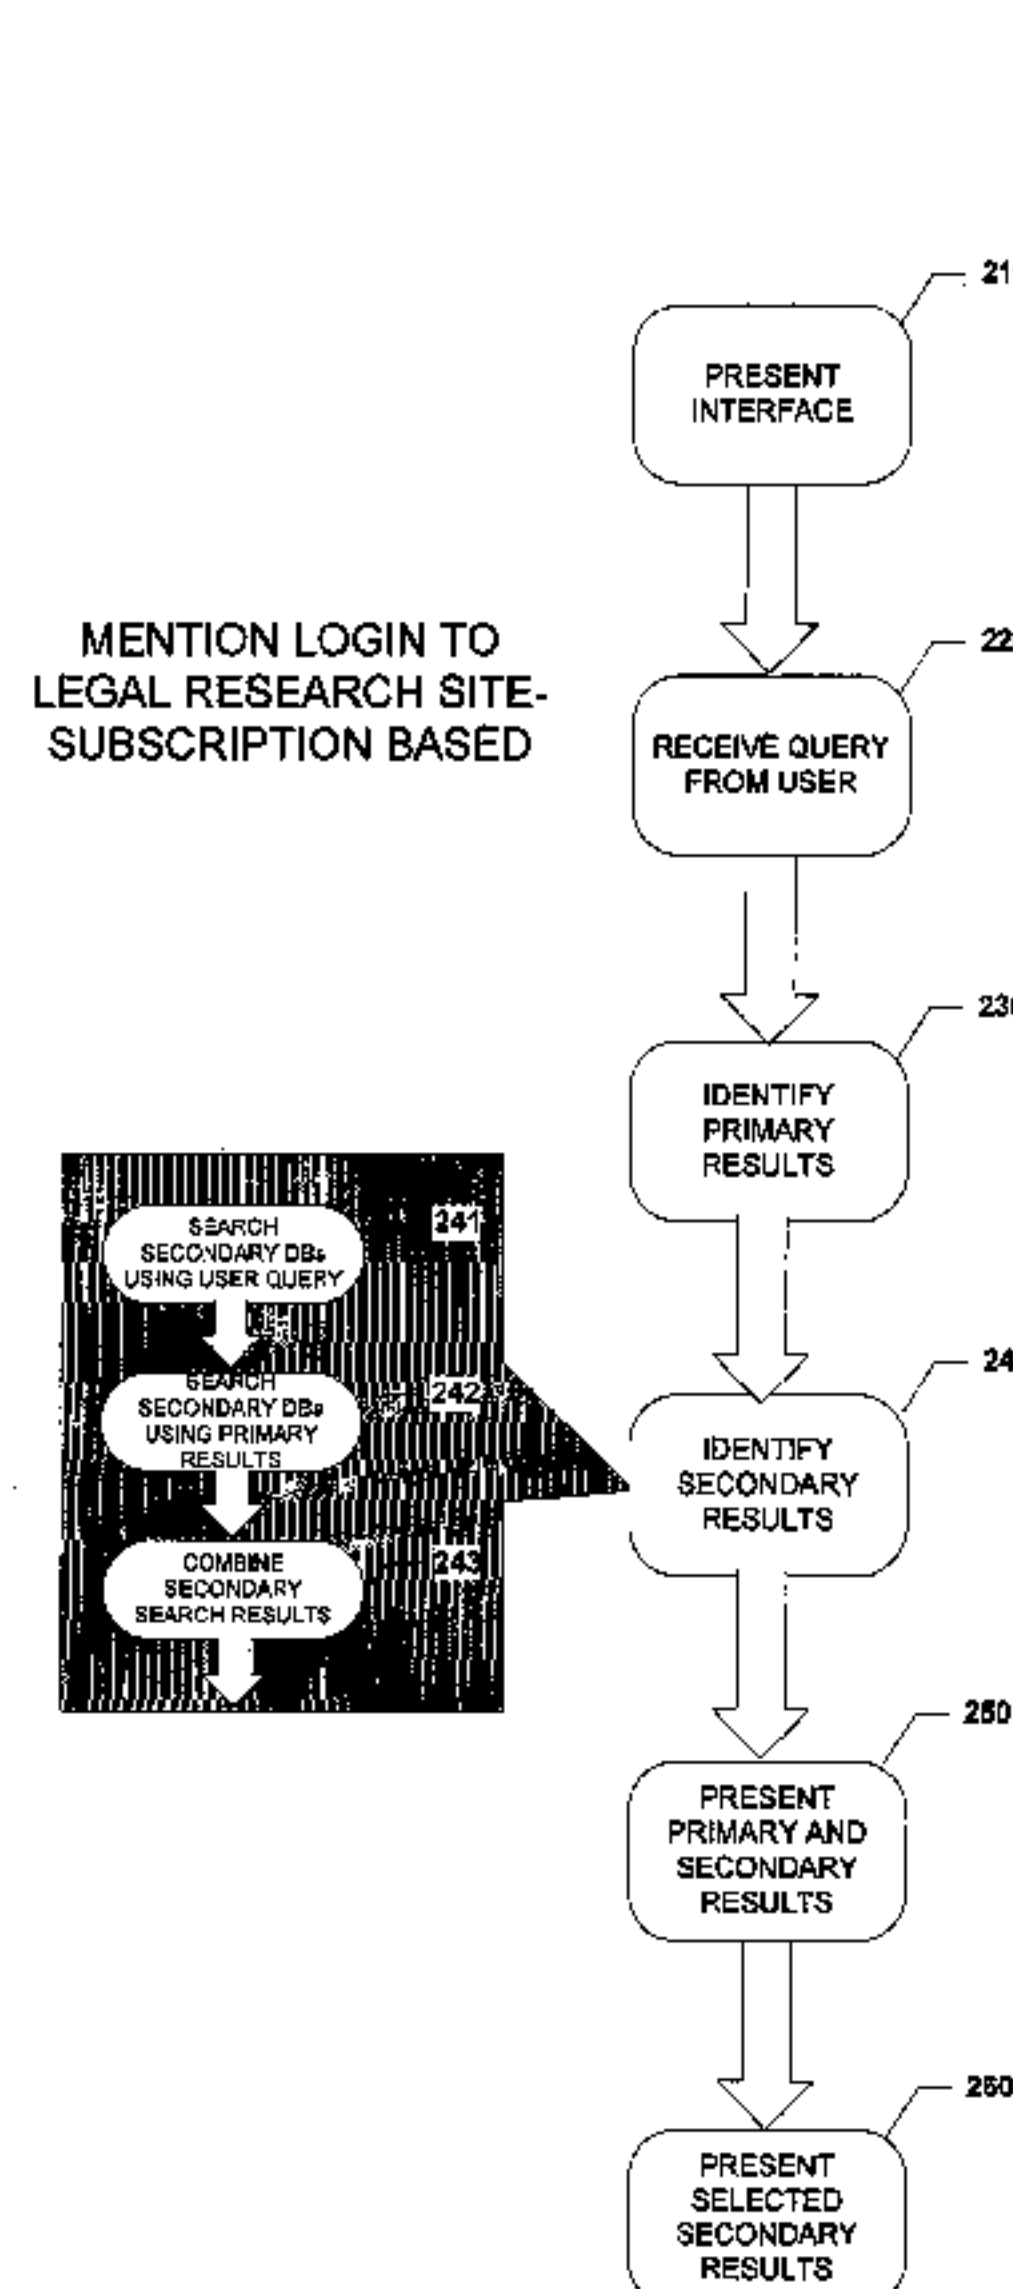 21
PRESENT
INTERFACE
MENTION LOGIN TO
LEGAL RESEARCH SITE-
SUBSCRIPTION BASED
22
RECEIVE QUERY
FROM USER
230
IDENTIFY
PRIMARY
RESULTS
SEARCH
SECONDARY DBs
USING USER QUERY
241
SEARCH
SECONDARY DBs
USING PRIMARY
RESULTS
242
COMBINE
SECONDARY
SEARCH RESULTS
243
24
IDENTIFY
SECONDARY
RESULTS
250
PRESENT
PRIMARY AND
SECONDARY
RESULTS
260
PRESENT
SELECTED
SECONDARY
RESULTS